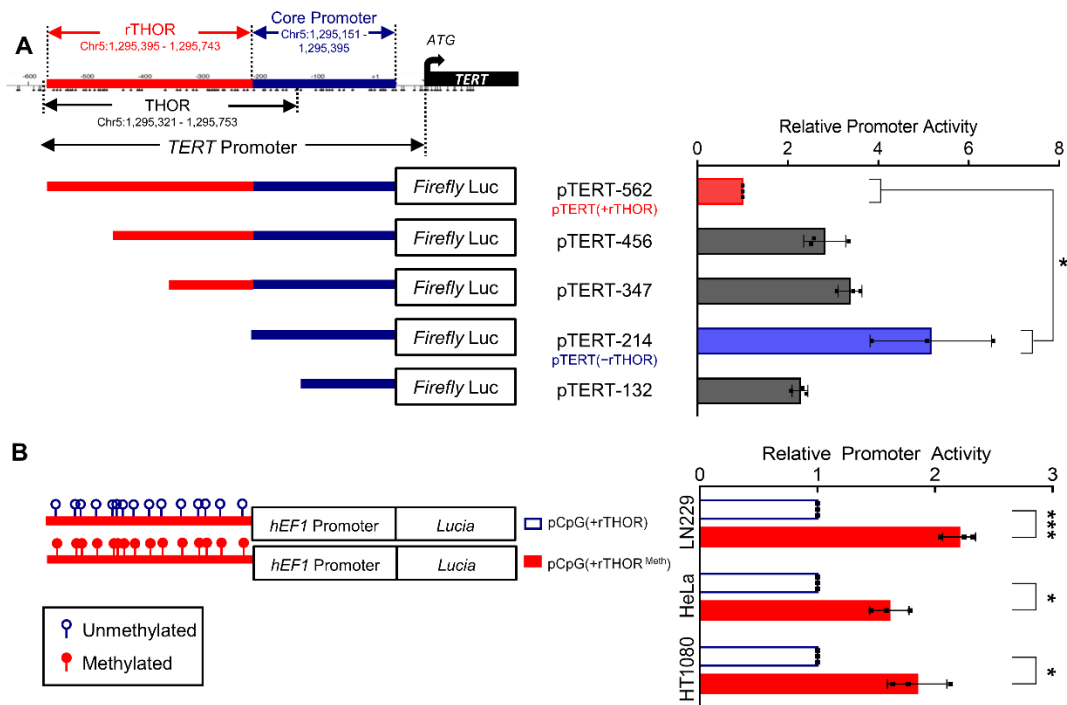 A
rTHOR
Chr5:1,295,395 - 1,295,743
Core Promoter
Chr5:1,295,151 -
1,295,395
ATG
-600 -500 -400 -300 -200 -100 +1
TERT
THOR
Chr5:1,295,321 - 1,295,753
TERT Promoter
Relative Promoter Activity
0 2 4 6 8
Firefly Luc
pTERT-562
pTERT(+rTHOR)
Firefly Luc
pTERT-456
Firefly Luc
pTERT-347
Firefly Luc
pTERT-214
pTERT(−rTHOR)
Firefly Luc
pTERT-132
*
B
Relative Promoter Activity
0 1 2 3
hEF1 Promoter Lucia
pCpG(+rTHOR)
hEF1 Promoter Lucia
pCpG(+rTHOR Meth)
Unmethylated
Methylated
LN229
***
HeLa
*
HT1080
*